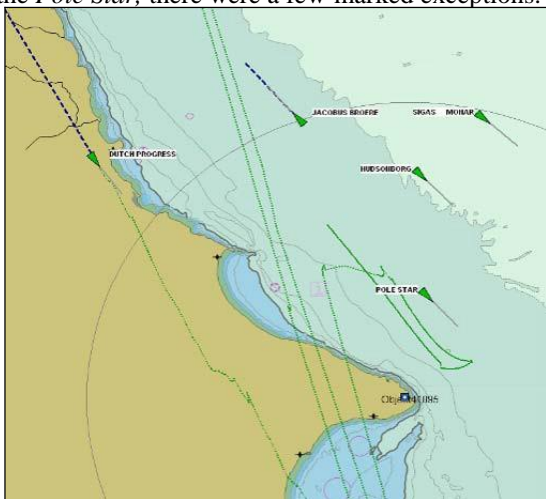 the Pole Star, there were a few marked exceptions.
JACOBUS BROERE
SIGAS MONAR
DUTCH PROGRESS
HUDSONBORG
POLE STAR